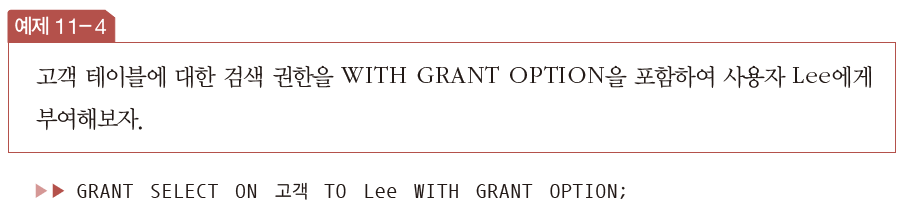 예제 11-4
고객 테이블에 대한 검색 권한을 WITH GRANT OPTION을 포함하여 사용자 Lee에게
부여해보자.
▶▶ GRANT SELECT ON 고객 TO Lee WITH GRANT OPTION;